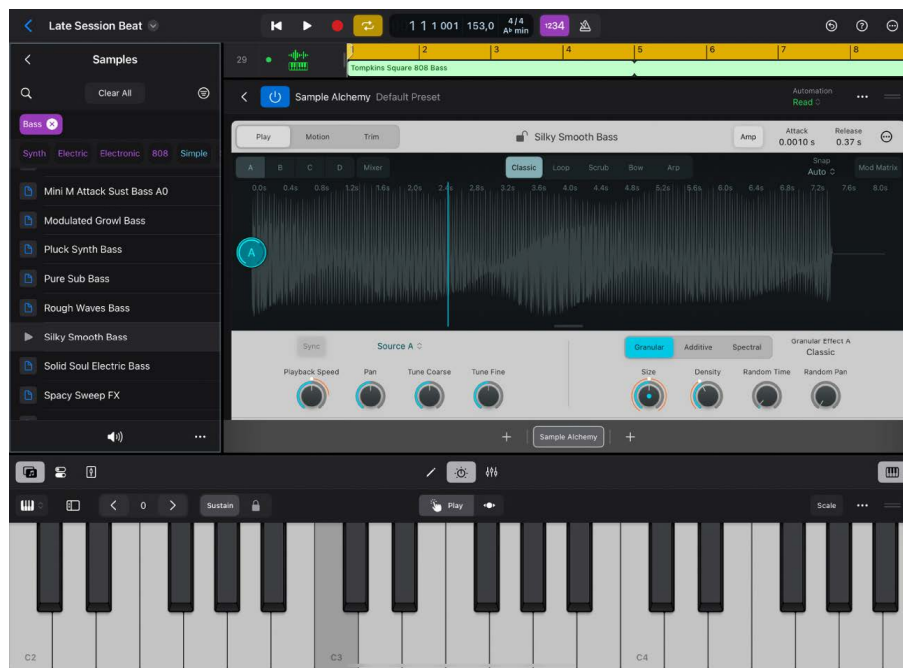 Late Session Beat
1 1 1 001 153,0 4/4 A♭ min
1234
Samples
Clear All
Bass
Synth Electric Electronic 808 Simple
Mini M Attack Sust Bass A0
Modulated Growl Bass
Pluck Synth Bass
Pure Sub Bass
Rough Waves Bass
Silky Smooth Bass
Solid Soul Electric Bass
Spacy Sweep FX
29
1 2 3 4 5 6 7 8
Tompkins Square 808 Bass
Sample Alchemy Default Preset
Automation
Read
Play Motion Trim
Silky Smooth Bass
Amp
Attack
0.0010 s
Release
0.37 s
A B C D Mixer
Classic Loop Scrub Bow Arp
Snap
Auto
Mod Matrix
0.0s 0.4s 0.8s 1.2s 1.6s 2.0s 2.4s 2.8s 3.2s 3.6s 4.0s 4.4s 4.8s 5.2s 5.6s 6.0s 6.4s 6.8s 7.2s 7.6s 8.0s
A
Sync
Source A
Granular Additive Spectral
Granular Effect A
Classic
Playback Speed Pan Tune Coarse Tune Fine
Size Density Random Time Random Pan
Sample Alchemy
0
Sustain
Play
Scale
C2 C3 C4